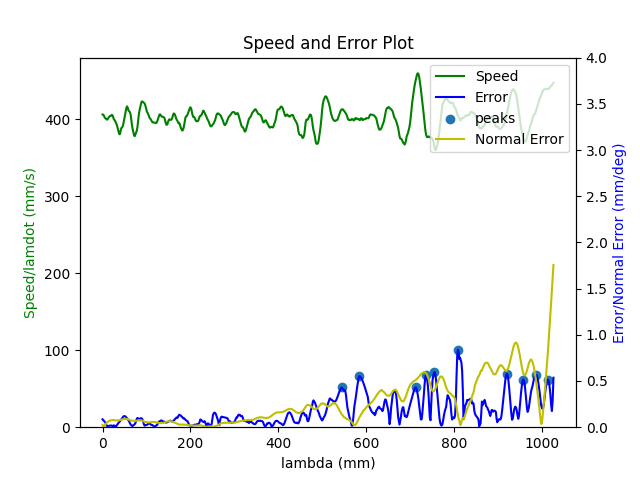 Speed and Error Plot
Speed/lamdot (mm/s)
400
300
200
100
0
Speed
Error
peaks
Normal Error
4.0
3.5
3.0
2.5
2.0
1.5
1.0
0.5
0.0
Error/Normal Error (mm/deg)
0 200 400 600 800 1000
lambda (mm)